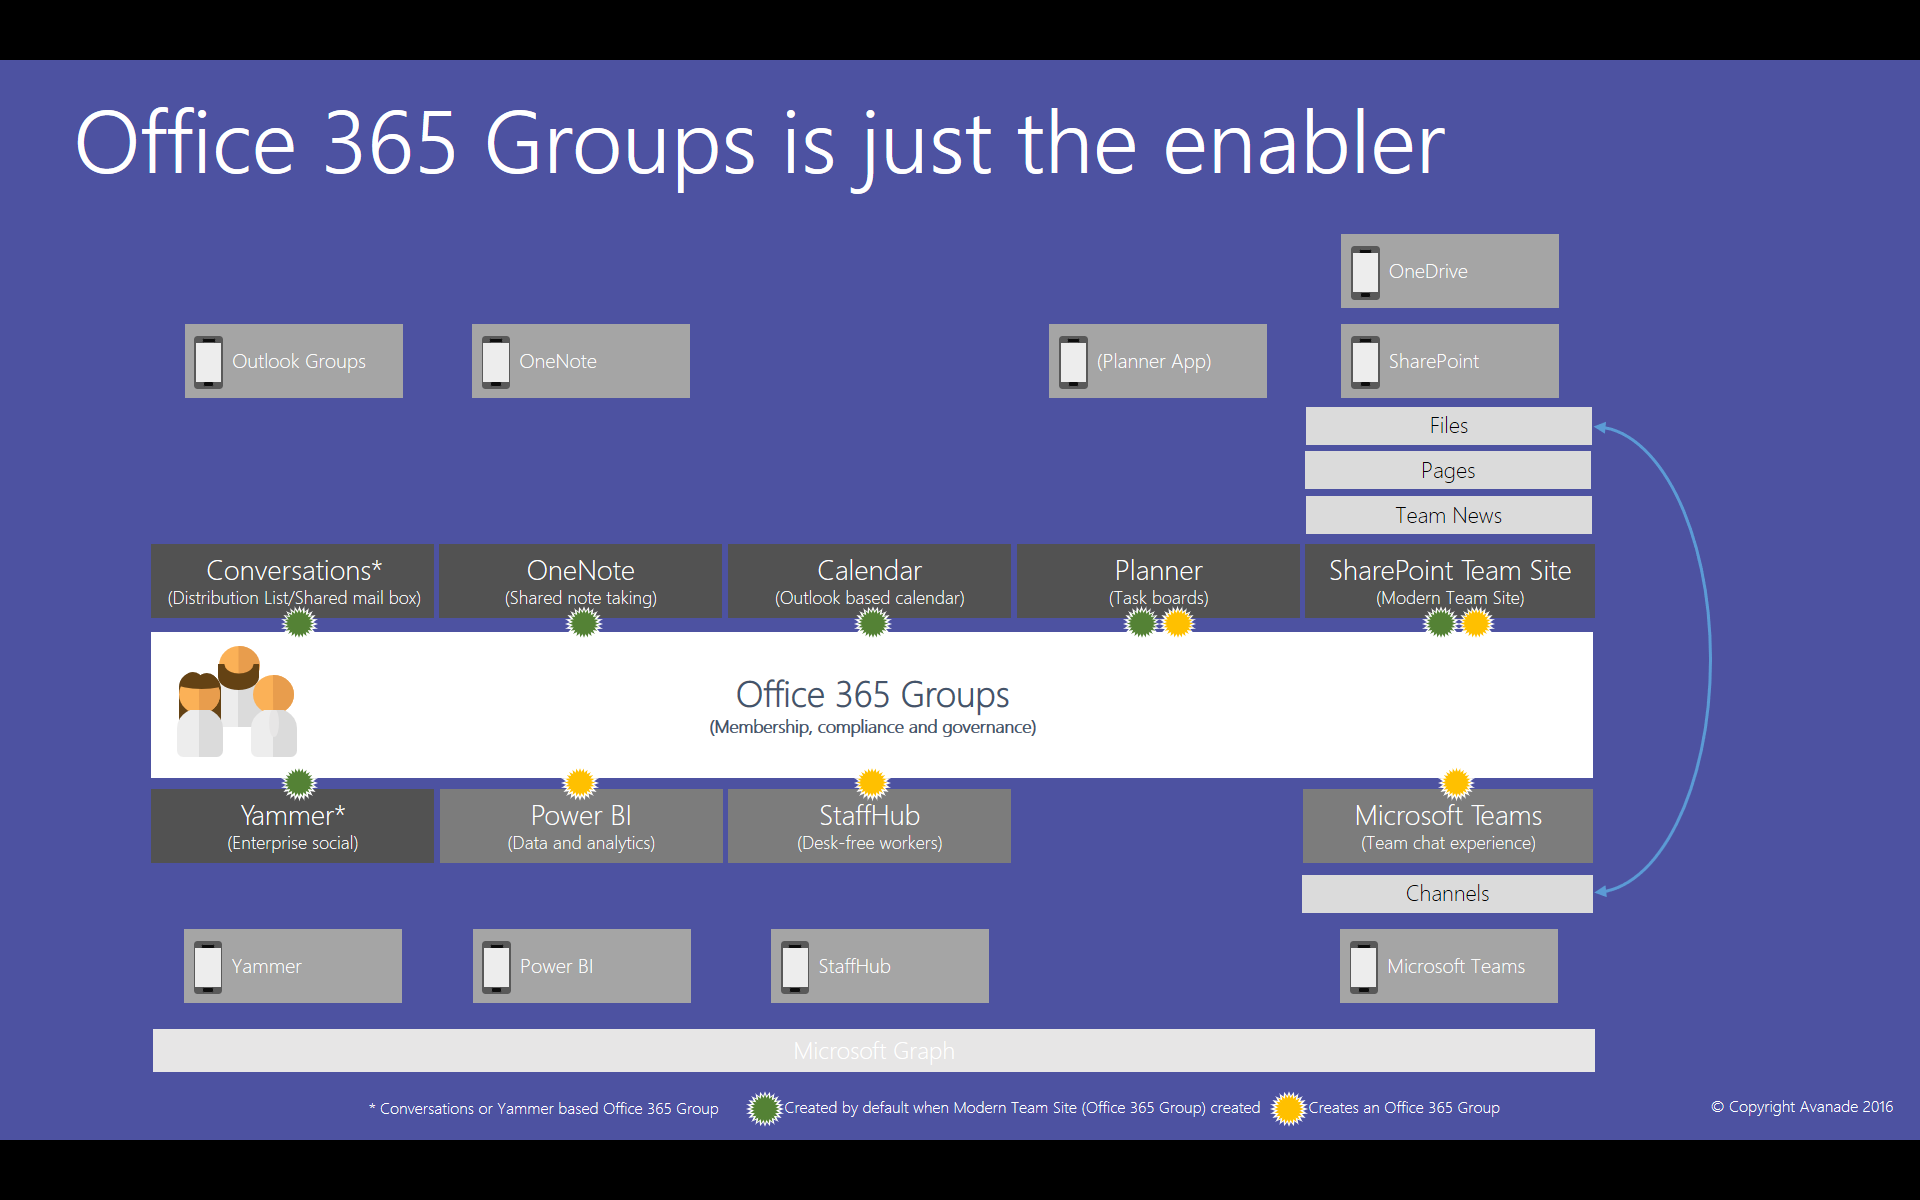 Office 365 Groups is just the enabler
OneDrive
Outlook Groups
OneNote
(Planner App)
SharePoint
Files
Pages
Team News
Conversations*
(Distribution List/Shared mail box)
OneNote
(Shared note taking)
Calendar
(Outlook based calendar)
Planner
(Task boards)
SharePoint Team Site
(Modern Team Site)
Office 365 Groups
(Membership, compliance and governance)
Yammer*
(Enterprise social)
Power BI
(Data and analytics)
StaffHub
(Desk-free workers)
Microsoft Teams
(Team chat experience)
Channels
Yammer
Power BI
StaffHub
Microsoft Teams
Microsoft Graph
* Conversations or Yammer based Office 365 Group
Created by default when Modern Team Site (Office 365 Group) created
Creates an Office 365 Group
© Copyright Avanade 2016